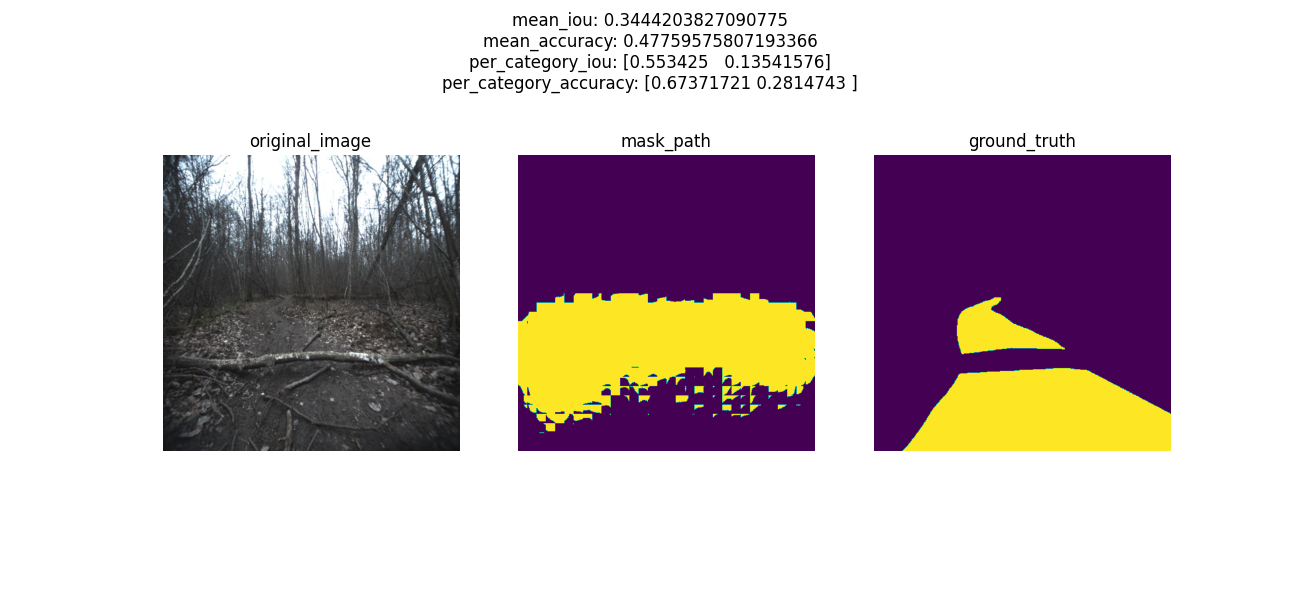 mean_iou: 0.3444203827090775
mean_accuracy: 0.47759575807193366
per_category_iou: [0.553425   0.13541576]
per_category_accuracy: [0.67371721 0.2814743 ]
original_image
mask_path
ground_truth